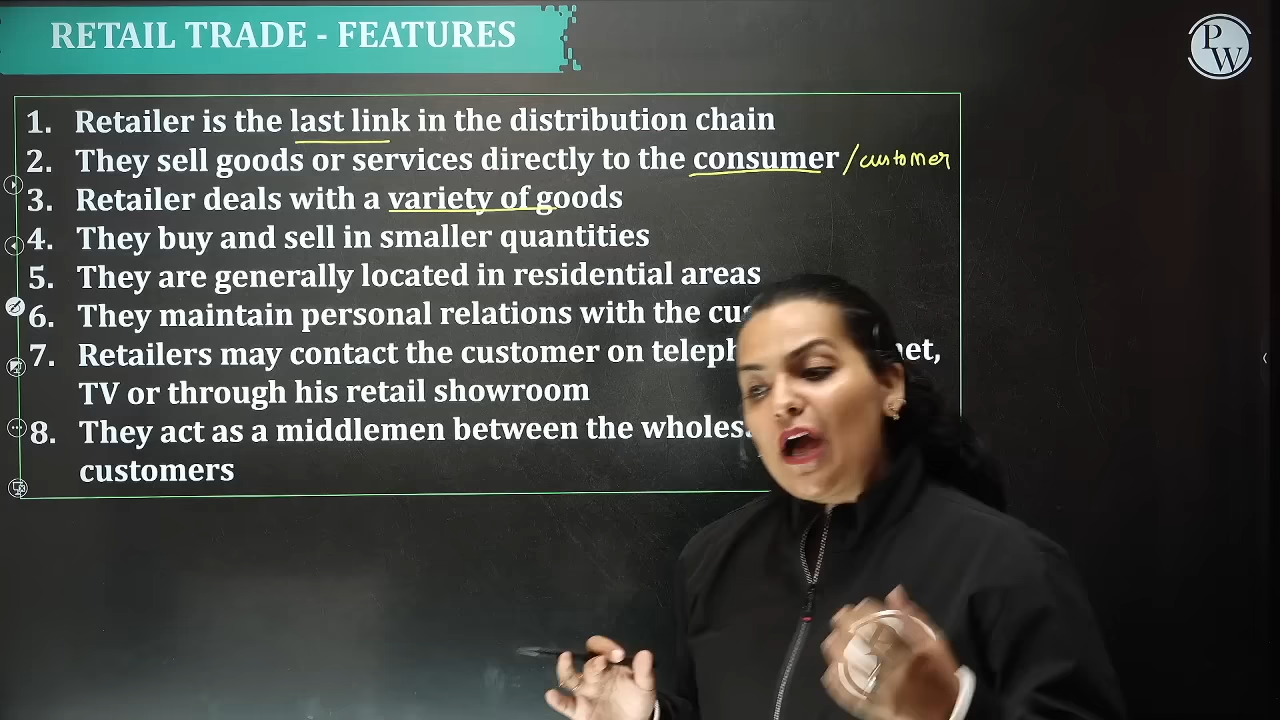 RETAIL TRADE - FEATURES
PW
1. Retailer is the last link in the distribution chain
2. They sell goods or services directly to the consumer /customer
3. Retailer deals with a variety of goods
4. They buy and sell in smaller quantities
5. They are generally located in residential areas
6. They maintain personal relations with the
7. Retailers may contact the customer on
TV or through his retail showroom
8. They act as a middlemen between the
customers